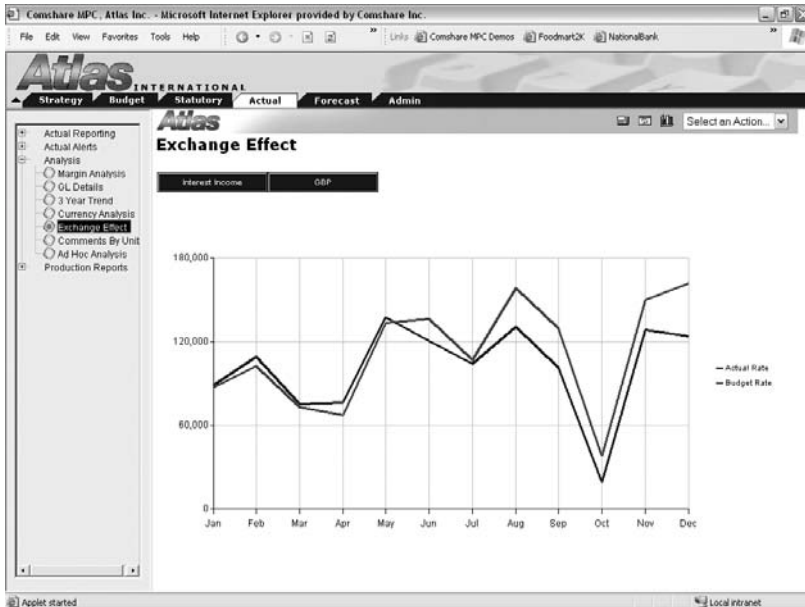 Comshare MPC, Atlas Inc. - Microsoft Internet Explorer provided by Comshare Inc.
File Edit View Favorites Tools Help » Links Comshare MPC Demos Foodmart2K NationalBank »
Atlas INTERNATIONAL
Strategy Budget Statutory Actual Forecast Admin
Atlas Select an Action...
Exchange Effect
Interest Income GBP
Actual Reporting
Actual Alerts
Analysis
Margin Analysis
GL Details
3 Year Trend
Currency Analysis
Exchange Effect
Comments By Unit
Ad Hoc Analysis
Production Reports
180,000
120,000
60,000
0
Jan Feb Mar Apr May Jun Jul Aug Sep Oct Nov Dec
Actual Rate
Budget Rate
Applet started Local intranet